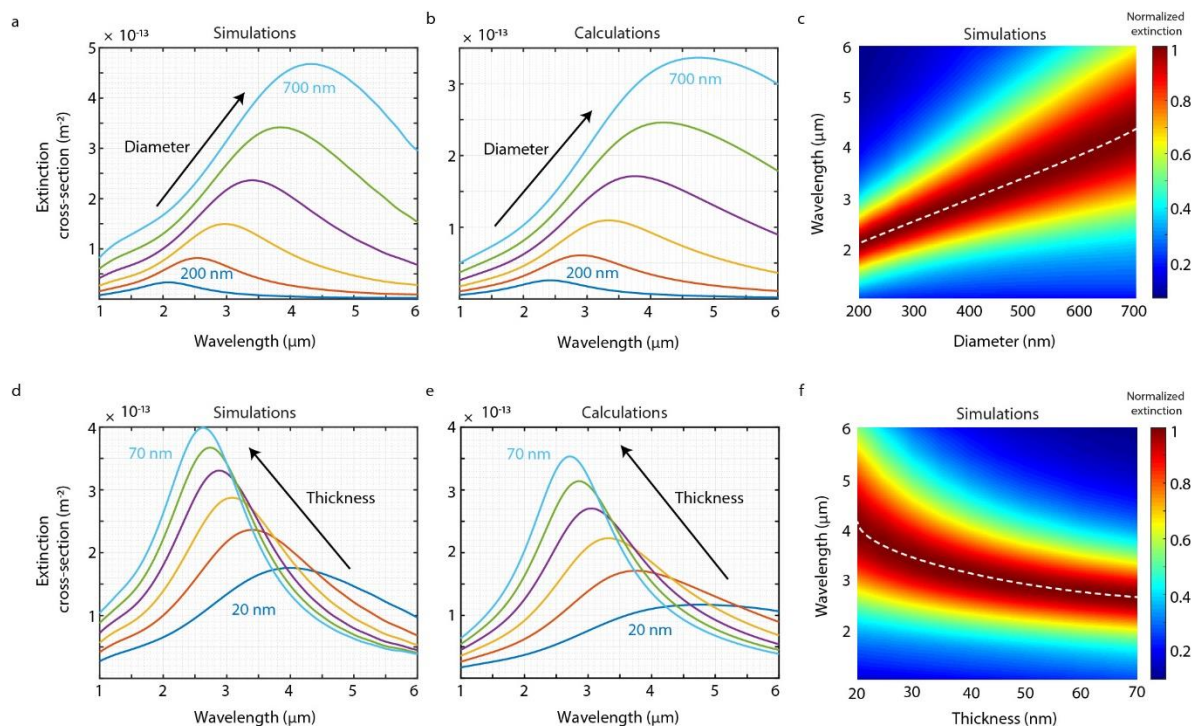 a
Simulations
× 10⁻¹³
5
4
3
2
1
1 2 3 4 5 6
Extinction
cross-section (m⁻²)
Wavelength (μm)
Diameter
700 nm
200 nm
b
Calculations
× 10⁻¹³
3
2
1
1 2 3 4 5 6
Wavelength (μm)
Diameter
700 nm
200 nm
c
Simulations
Normalized
extinction
6
5
4
3
2
200 300 400 500 600 700
Wavelength (μm)
Diameter (nm)
1
0.8
0.6
0.4
0.2
d
Simulations
× 10⁻¹³
4
3
2
1
1 2 3 4 5 6
Extinction
cross-section (m⁻²)
Wavelength (μm)
70 nm
Thickness
20 nm
e
Calculations
× 10⁻¹³
4
3
2
1
1 2 3 4 5 6
Wavelength (μm)
70 nm
Thickness
20 nm
f
Simulations
Normalized
extinction
6
5
4
3
2
20 30 40 50 60 70
Wavelength (μm)
Thickness (nm)
1
0.8
0.6
0.4
0.2